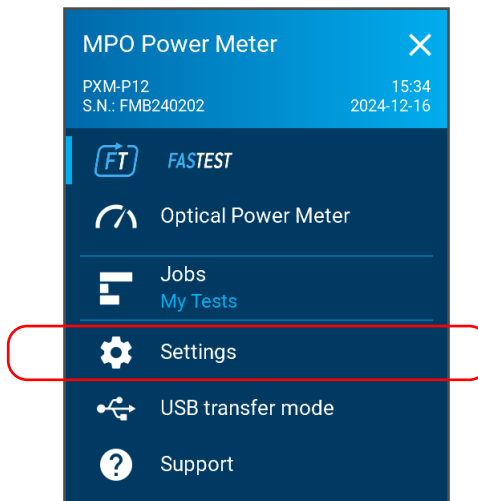 MPO Power Meter
PXM-P12 15:34
S.N.: FMB240202 2024-12-16
FT FASTEST
Optical Power Meter
Jobs
My Tests
Settings
USB transfer mode
? Support